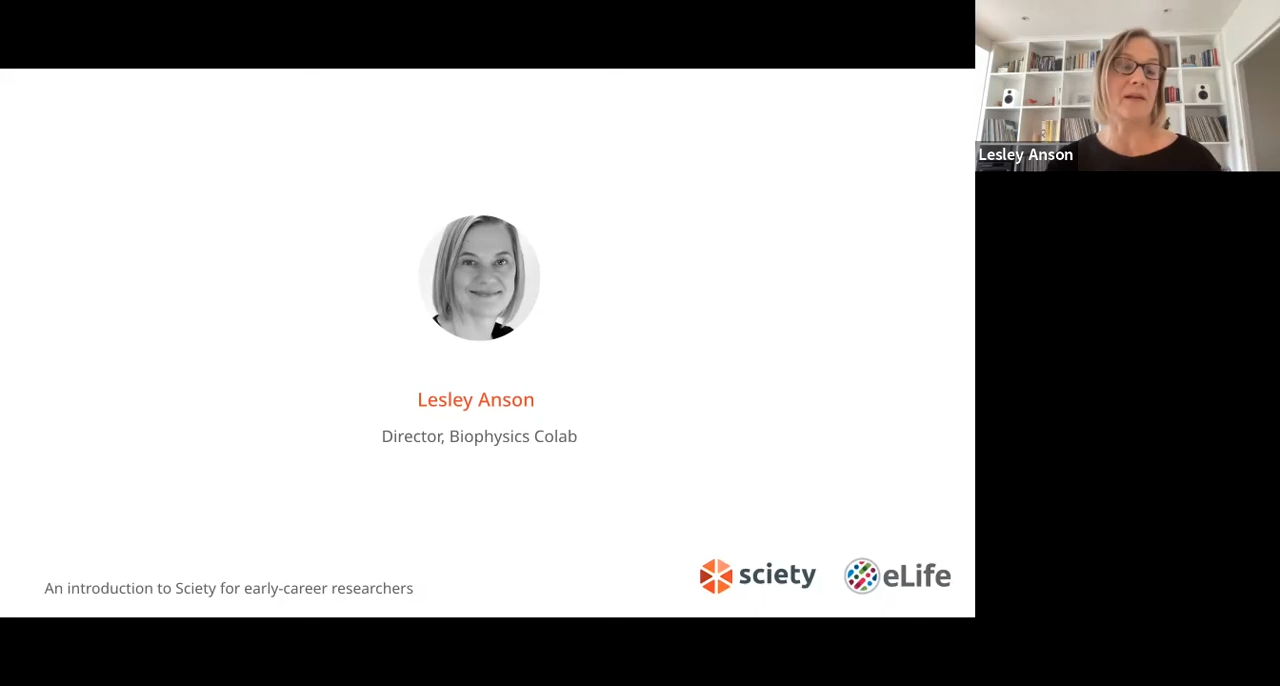 Lesley Anson
Lesley Anson
Director, Biophysics Colab
An introduction to Sciety for early-career researchers
sciety
eLife